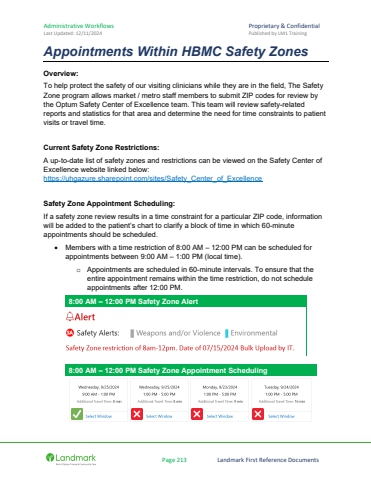 Administrative Workflows Proprietary & Confidential
Last Updated: 12/11/2024 Published by LM1 Training
Appointments Within HBMC Safety Zones
Overview:
To help protect the safety of our visiting clinicians while they are in the field, The Safety
Zone program allows market / metro staff members to submit ZIP codes for review by
the Optum Safety Center of Excellence team. This team will review safety-related
reports and statistics for that area and determine the need for time constraints to patient
visits or travel time.
Current Safety Zone Restrictions:
A up-to-date list of safety zones and restrictions can be viewed on the Safety Center of
Excellence website linked below:
https://uhgazure.sharepoint.com/sites/Safety_Center_of_Excellence
Safety Zone Appointment Scheduling:
If a safety zone review results in a time constraint for a particular ZIP code, information
will be added to the patient's chart to clarify a block of time in which 60-minute
appointments should be scheduled.
• Members with a time restriction of 8:00 AM – 12:00 PM can be scheduled for
appointments between 9:00 AM – 1:00 PM (local time).
o Appointments are scheduled in 60-minute intervals. To ensure that the
entire appointment remains within the time restriction, do not schedule
appointments after 12:00 PM.
8:00 AM – 12:00 PM Safety Zone Alert
Alert
Safety Alerts: Weapons and/or Violence Environmental
Safety Zone restriction of 8am-12pm. Date of 07/15/2024 Bulk Upload by IT.
8:00 AM – 12:00 PM Safety Zone Appointment Scheduling
Wednesday, 9/25/2024 Wednesday, 9/25/2024 Monday, 9/23/2024 Tuesday, 9/24/2024
9:00 AM - 1:00 PM 1:00 PM - 5:00 PM 1:00 PM - 5:00 PM 1:00 PM - 5:00 PM
Additional Travel Time: Additional Travel Time: Additional Travel Time: Additional Travel Time:
Select Window Select Window Select Window Select Window
Landmark Page 213 Landmark First Reference Documents